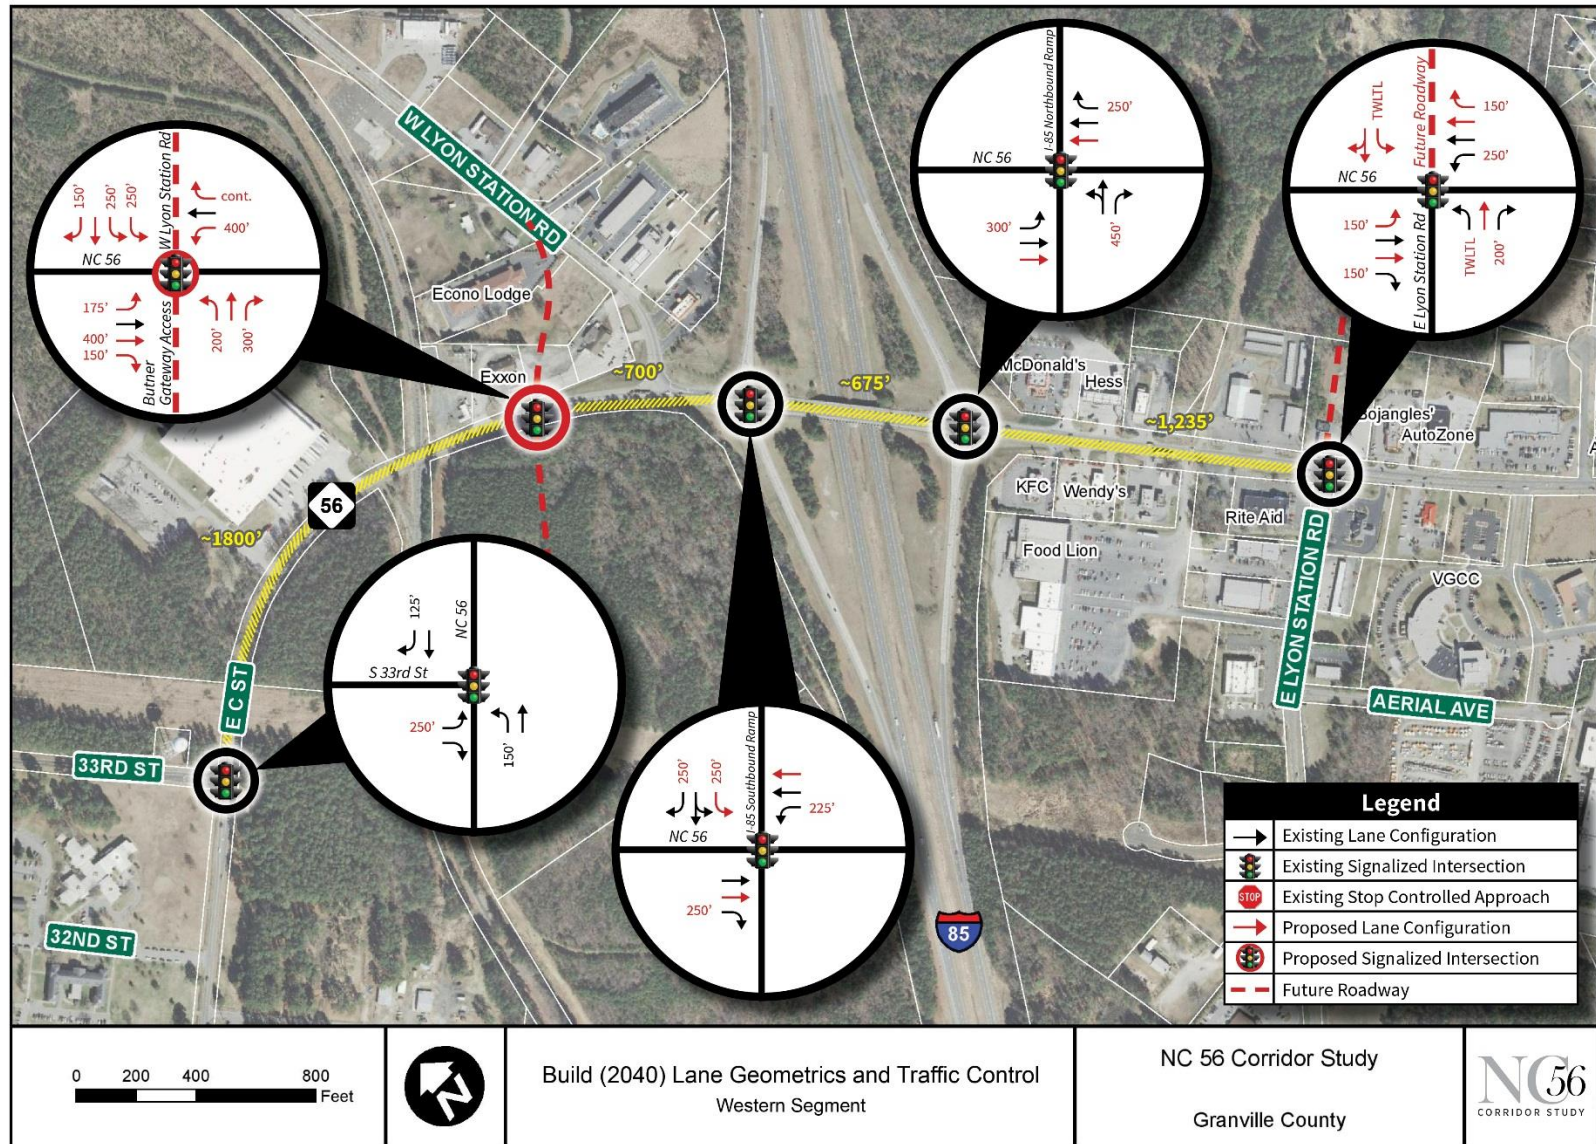 W LYON STATION RD
150'
250'
250'
W Lyon Station Rd
cont.
400'
NC 56
175'
400'
150'
Butner
Gateway Access
200'
300'
I-85 Northbound Ramp
250'
NC 56
300'
450'
TWLTL
Future Roadway
150'
250'
NC 56
150'
150'
E Lyon Station Rd
TWLTL
200'
Econo Lodge
Exxon
~700'
~675'
~1,235'
McDonald's
Hess
Bojangles'
AutoZone
KFC
Wendy's
Rite Aid
Food Lion
VGCC
56
~1800'
E C ST
33RD ST
32ND ST
E LYON STATION RD
AERIAL AVE
125'
NC 56
S 33rd St
250'
150'
250'
250'
I-85 Southbound Ramp
225'
NC 56
250'
85
Legend
Existing Lane Configuration
Existing Signalized Intersection
STOP
Existing Stop Controlled Approach
Proposed Lane Configuration
Proposed Signalized Intersection
Future Roadway
0 200 400 800
Feet
N
Build (2040) Lane Geometrics and Traffic Control
Western Segment
NC 56 Corridor Study
Granville County
NC 56
CORRIDOR STUDY